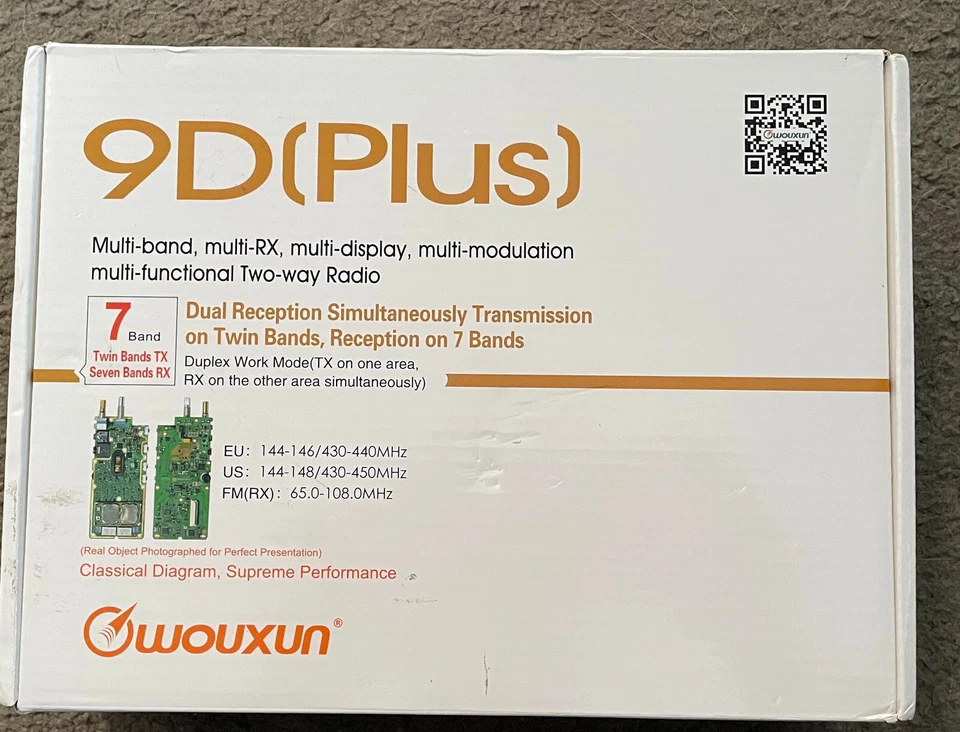 9D(Plus)
wouxun
Multi-band, multi-RX, multi-display, multi-modulation
multi-functional Two-way Radio
7 Band
Twin Bands TX
Seven Bands RX
Dual Reception Simultaneously Transmission
on Twin Bands, Reception on 7 Bands
Duplex Work Mode(TX on one area,
RX on the other area simultaneously)
EU: 144-146/430-440MHz
US: 144-148/430-450MHz
FM(RX): 65.0-108.0MHz
(Real Object Photographed for Perfect Presentation)
Classical Diagram, Supreme Performance
wouxun®